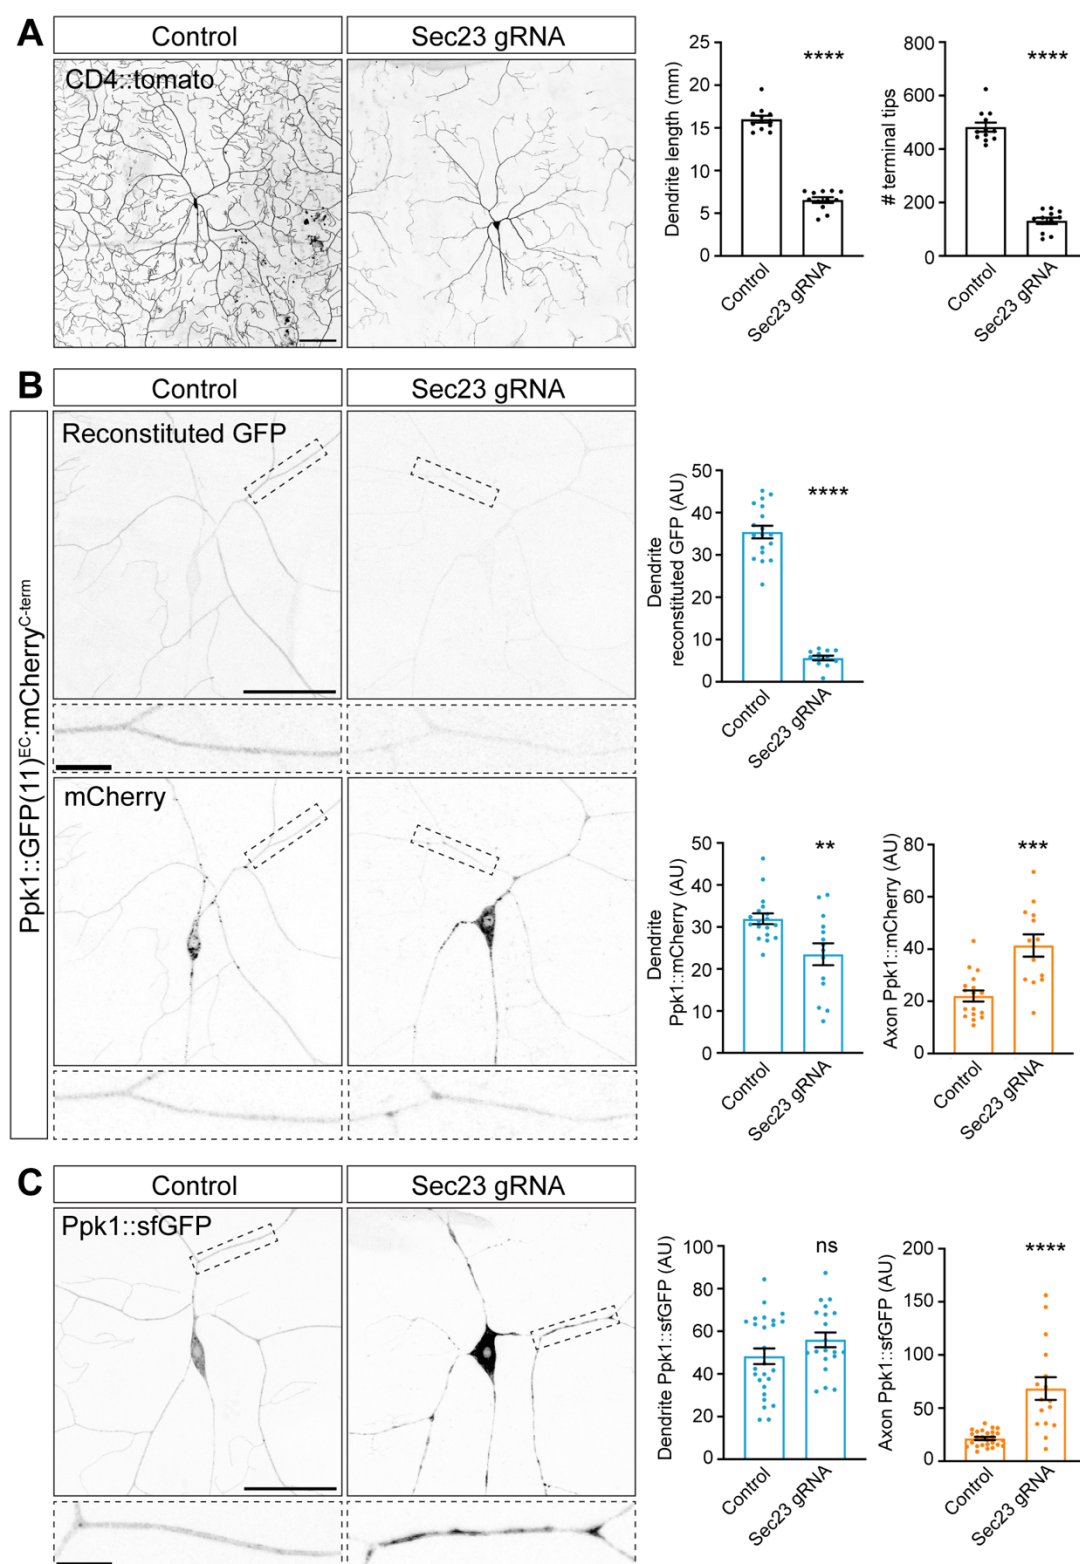 A
Control
Sec23 gRNA
CD4::tomato
Dendrite length (mm)
25
20
15
10
5
0
****
Control
Sec23 gRNA
# terminal tips
800
600
400
200
0
****
Control
Sec23 gRNA
B
Control
Sec23 gRNA
Ppk1::GFP(11)^EC::mCherry^C-term
Reconstituted GFP
Dendrite
reconstituted GFP (AU)
50
40
30
20
10
0
****
Control
Sec23 gRNA
mCherry
Dendrite
Ppk1::mCherry (AU)
50
40
30
20
10
0
**
Control
Sec23 gRNA
Axon Ppk1::mCherry (AU)
80
60
40
20
0
***
Control
Sec23 gRNA
C
Control
Sec23 gRNA
Ppk1::sfGFP
Dendrite Ppk1::sfGFP (AU)
100
80
60
40
20
0
ns
Control
Sec23 gRNA
Axon Ppk1::sfGFP (AU)
200
150
100
50
0
****
Control
Sec23 gRNA